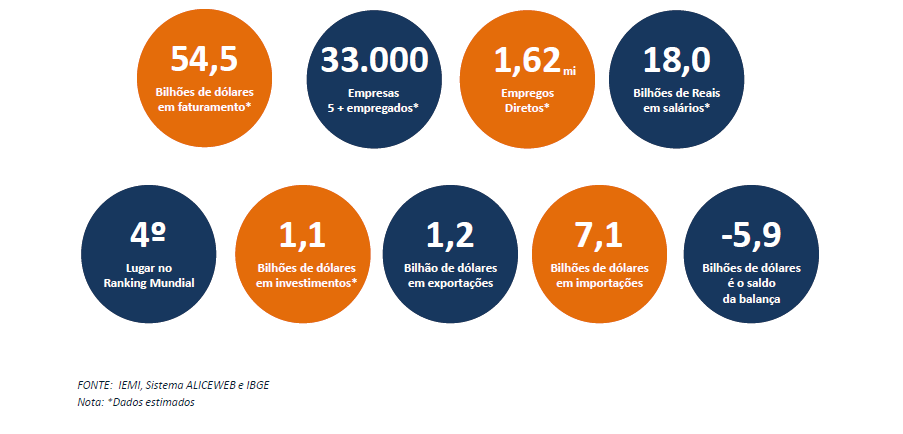 54,5
Bilhões de dólares
em faturamento*
33.000
Empresas
5 + empregados*
1,62 mi
Empregos
Diretos*
18,0
Bilhões de Reais
em salários*
4º
Lugar no
Ranking Mundial
1,1
Bilhões de dólares
em investimentos*
1,2
Bilhão de dólares
em exportações
7,1
Bilhões de dólares
em importações
-5,9
Bilhões de dólares
é o saldo
da balança
FONTE: IEMI, Sistema ALICEWEB e IBGE
Nota: *Dados estimados